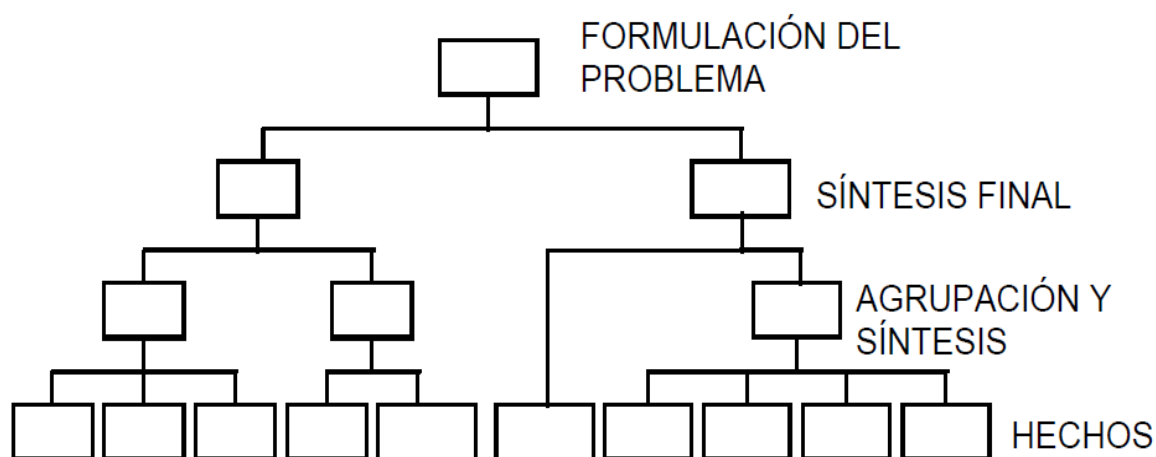 FORMULACIÓN DEL
PROBLEMA
SÍNTESIS FINAL
AGRUPACIÓN Y
SÍNTESIS
HECHOS